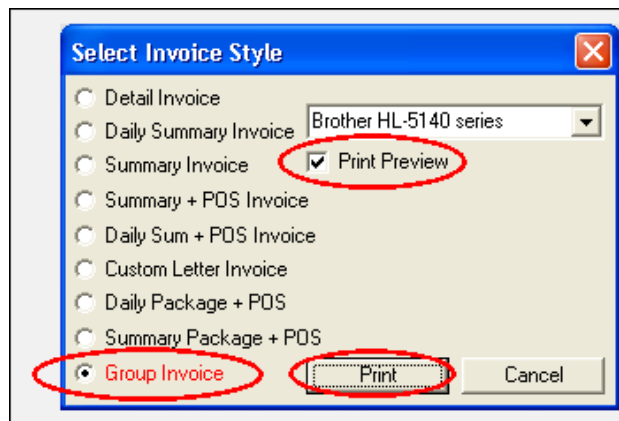 Select Invoice Style
Detail Invoice
Brother HL-5140 series
Daily Summary Invoice
Print Preview
Summary Invoice
Summary + POS Invoice
Daily Sum + POS Invoice
Custom Letter Invoice
Daily Package + POS
Summary Package + POS
Group Invoice
Print
Cancel